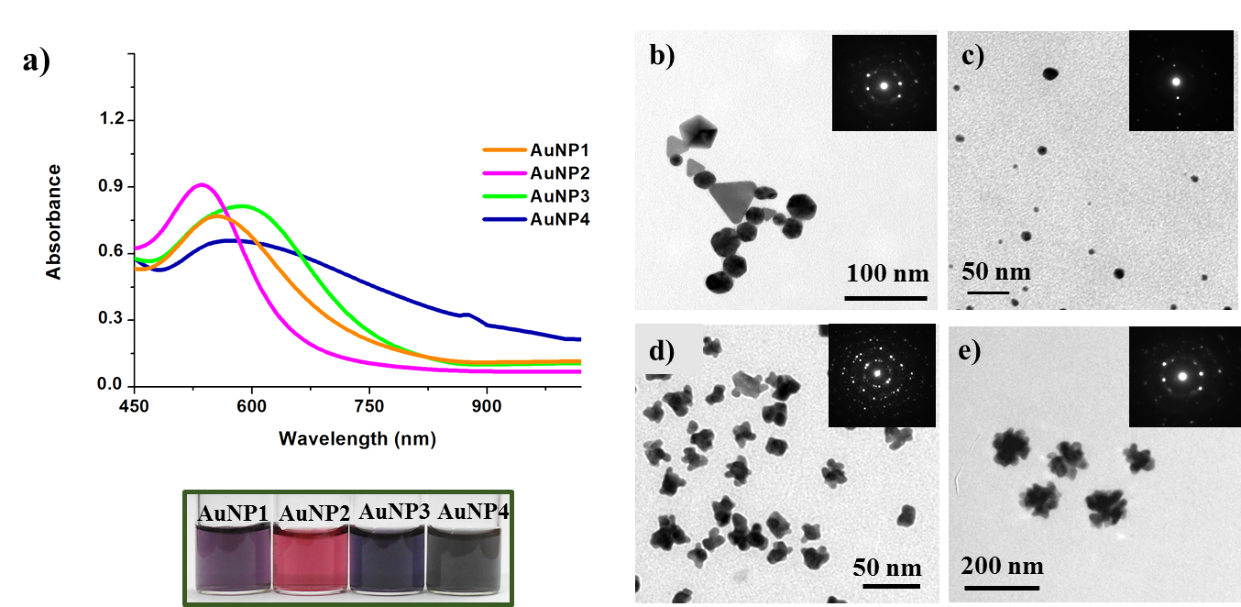 a)
Absorbance
1.2
0.9
0.6
0.3
0.0
450
600
750
900
Wavelength (nm)
AuNP1
AuNP2
AuNP3
AuNP4
AuNP1 AuNP2 AuNP3 AuNP4
b)
100 nm
c)
50 nm
d)
50 nm
e)
200 nm